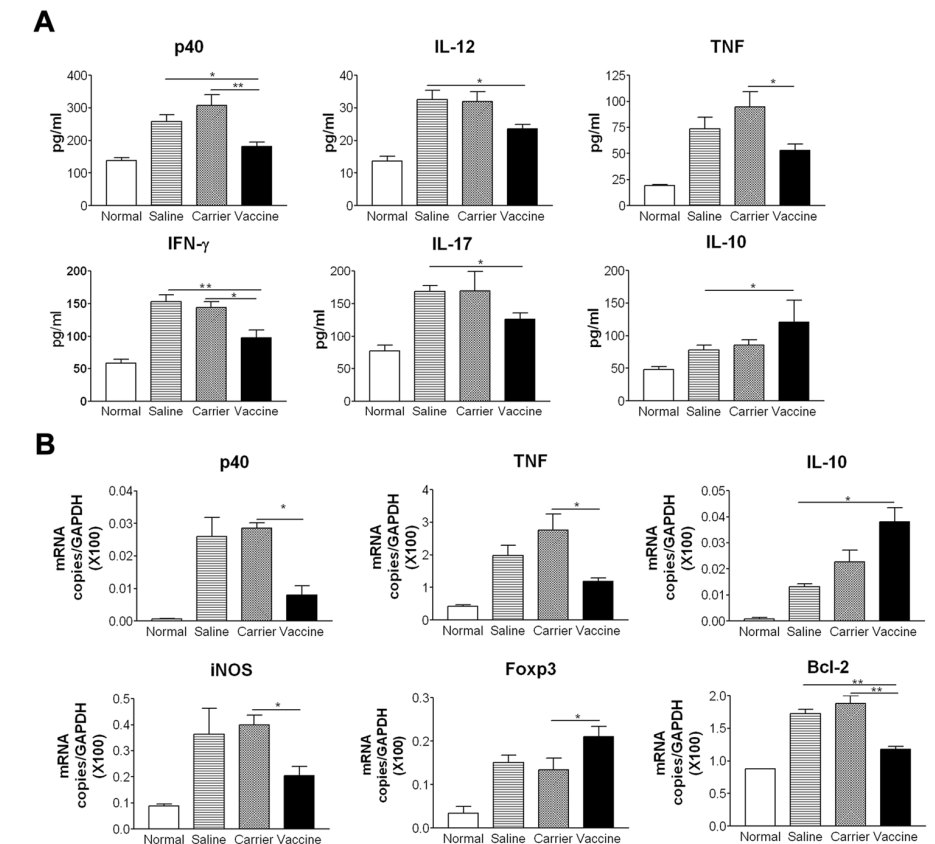 A
p40
IL-12
TNF
400
300
200
100
0
pg/ml
*
**
Normal Saline Carrier Vaccine
40
30
20
10
0
pg/ml
*
Normal Saline Carrier Vaccine
125
100
75
50
25
0
pg/ml
*
Normal Saline Carrier Vaccine
IFN-γ
IL-17
IL-10
200
150
100
50
0
pg/ml
**
*
Normal Saline Carrier Vaccine
200
150
100
50
0
pg/ml
*
Normal Saline Carrier Vaccine
200
150
100
50
0
pg/ml
*
Normal Saline Carrier Vaccine
B
p40
TNF
IL-10
0.04
0.03
0.02
0.01
0.00
mRNA
copies/GAPDH
(X100)
*
Normal Saline Carrier Vaccine
4
3
2
1
0
mRNA
copies/GAPDH
(X100)
*
Normal Saline Carrier Vaccine
0.05
0.04
0.03
0.02
0.01
0.00
mRNA
copies/GAPDH
(X100)
*
Normal Saline Carrier Vaccine
iNOS
Foxp3
Bcl-2
0.5
0.4
0.3
0.2
0.1
0.0
mRNA
copies/GAPDH
(X100)
*
Normal Saline Carrier Vaccine
0.3
0.2
0.1
0.0
mRNA
copies/GAPDH
(X100)
*
Normal Saline Carrier Vaccine
2.0
1.5
1.0
0.5
0.0
mRNA
copies/GAPDH
(X100)
**
**
Normal Saline Carrier Vaccine